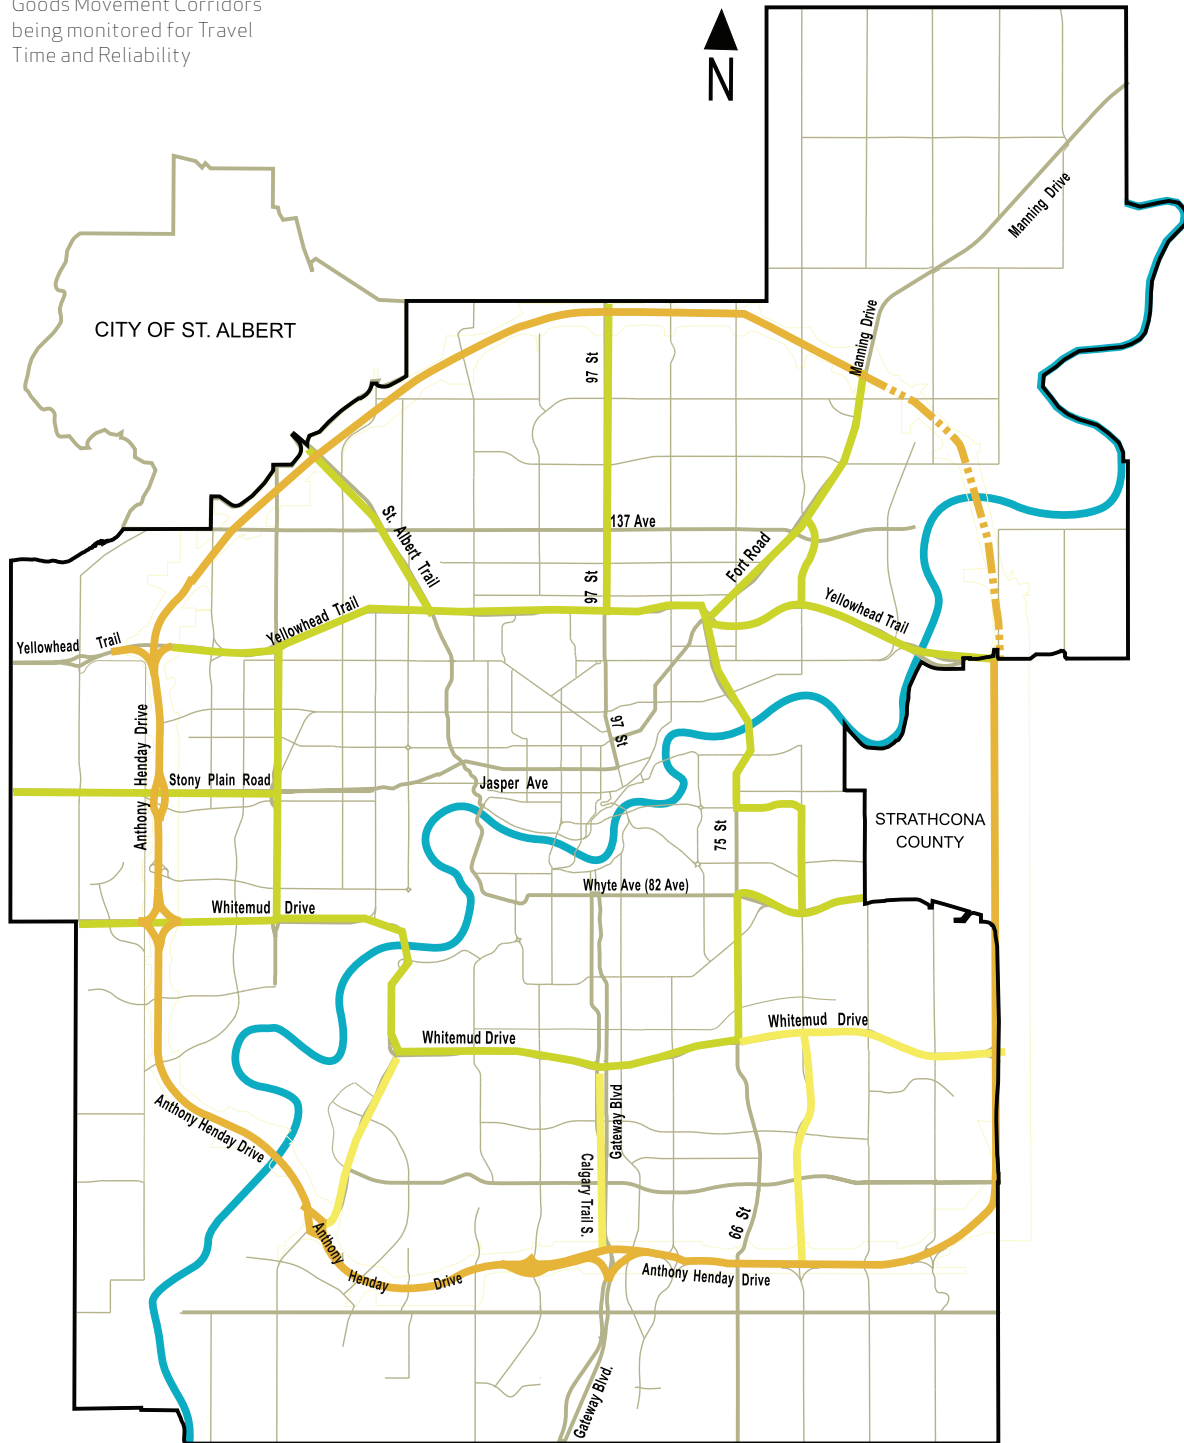 Goods Movement Corridors
being monitored for Travel
Time and Reliability
N
Manning Drive
CITY OF ST. ALBERT
Manning Drive
97 St
St. Albert Trail
137 Ave
Fort Road
97 St
Yellowhead Trail
Yellowhead Trail
Yellowhead Trail
Anthony Henday Drive
97 St
Stony Plain Road
Jasper Ave
75 St
STRATHCONA
COUNTY
Whyte Ave (82 Ave)
Whitemud Drive
Whitemud Drive
Whitemud Drive
Anthony Henday Drive
Gateway Blvd
Calgary Trail S.
66 St
Anthony Henday Drive
Anthony Henday Drive
Gateway Blvd.